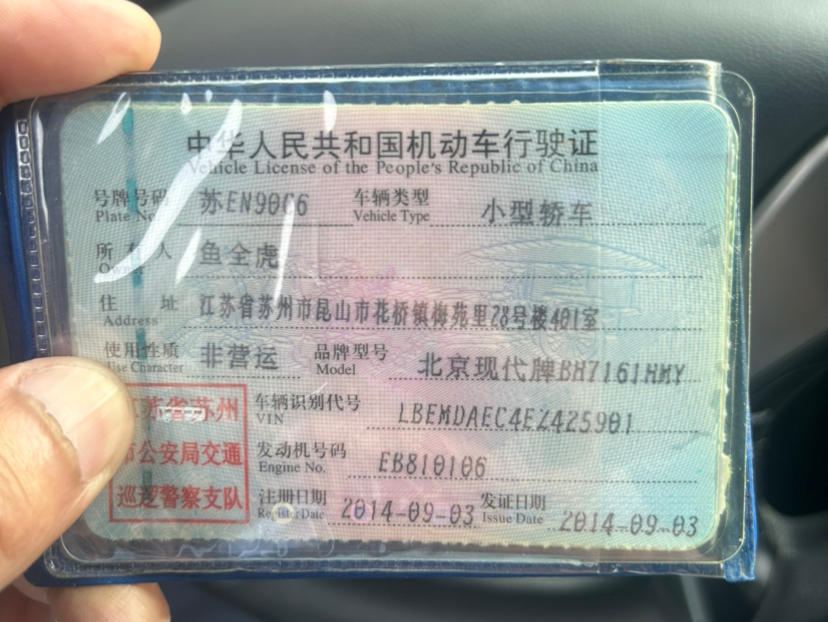 中华人民共和国机动车行驶证
Vehicle License of the People's Republic of China
号牌号码 苏EN90C6 车辆类型 小型轿车
Plate No. Vehicle Type
所有人 鱼全虎
Owner
住址 江苏省苏州市昆山市花桥镇梅苑里28号楼401室
Address
使用性质 非营运 品牌型号 北京现代牌BH7161HMY
Use Character Model
江苏省苏州 车辆识别代号 LBEMDAEC4EZ425901
VIN
市公安局交通 发动机号码 EB810106
Engine No.
巡逻警察支队 注册日期 2014-09-03 发证日期 2014-09-03
Register Date Issue Date